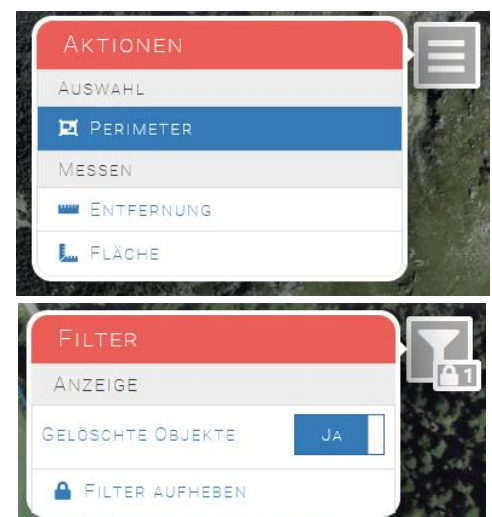 Aktionen
Auswahl
Perimeter
Messen
Entfernung
Fläche
Filter
Anzeige
Gelöschte Objekte Ja
1
Filter aufheben